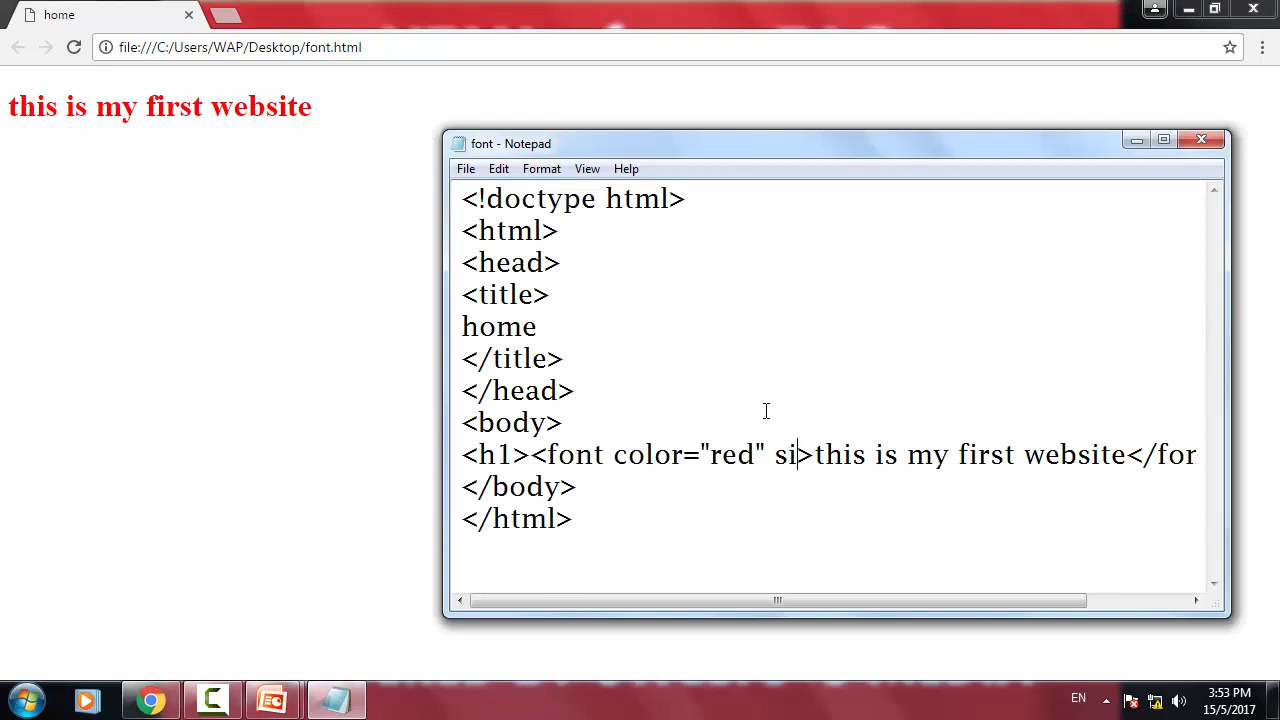 home
file:///C:/Users/WAP/Desktop/font.html
this is my first website
font - Notepad
File Edit Format View Help
<!doctype html>
<html>
<head>
<title>
home
</title>
</head>
<body>
<h1><font color="red" si>this is my first website</for
</body>
</html>
EN
3:53 PM
15/5/2017